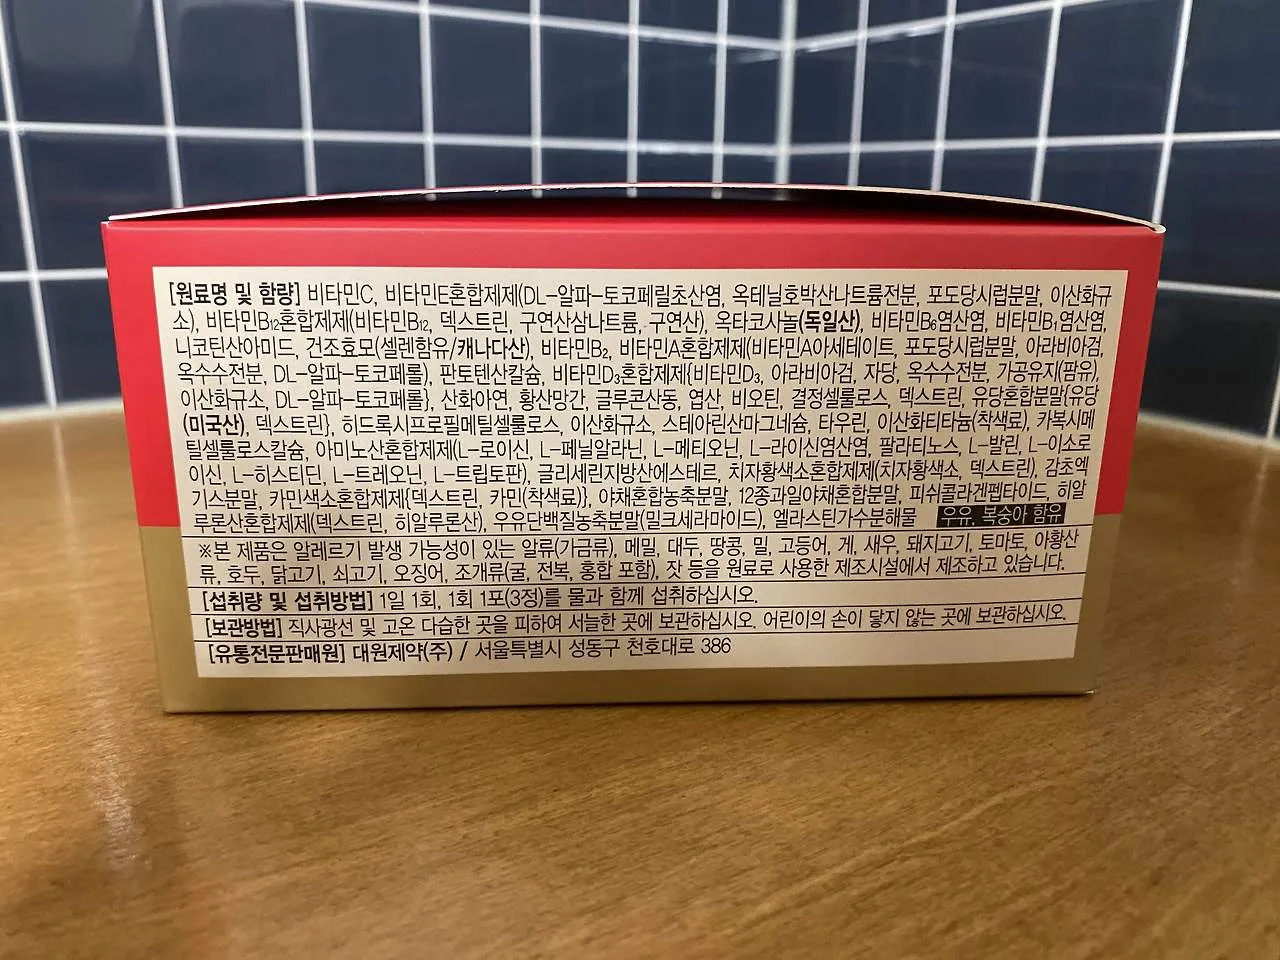 [원료명 및 함량] 비타민C, 비타민E혼합제제(DL-알파-토코페릴초산염, 옥테닐호박산나트륨전분, 포도당시럽분말, 이산화규
소), 비타민B12혼합제제(비타민B12, 덱스트린, 구연산삼나트륨, 구연산), 옥타코사놀(독일산), 비타민B6염산염, 비타민B1염산염,
니코틴산아미드, 건조효모(셀렌함유/캐나다산), 비타민B2, 비타민A혼합제제(비타민A아세테이트, 포도당시럽분말, 아라비아검,
옥수수전분, DL-알파-토코페롤), 판토텐산칼슘, 비타민D3혼합제제{비타민D3, 아라비아검, 자당, 옥수수전분, 가공유지(팜유),
이산화규소, DL-알파-토코페롤}, 산화아연, 황산망간, 글루콘산동, 엽산, 비오틴, 결정셀룰로스, 덱스트린, 유당혼합분말{유당
(미국산), 덱스트린}, 히드록시프로필메틸셀룰로스, 이산화규소, 스테아린산마그네슘, 타우린, 이산화티타늄(착색료), 카복시메
틸셀룰로스칼슘, 아미노산혼합제제(L-로이신, L-페닐알라닌, L-메티오닌, L-라이신염산염, 팔라티노스, L-발린, L-이소로
이신, L-히스티딘, L-트레오닌, L-트립토판), 글리세린지방산에스테르, 치자황색소혼합제제(치자황색소, 덱스트린), 감초엑
기스분말, 카민색소혼합제제{덱스트린, 카민(착색료)}, 야채혼합농축분말, 12종과일야채혼합분말, 피쉬콜라겐펩타이드, 히알
루론산혼합제제(덱스트린, 히알루론산), 우유단백질농축분말(밀크세라마이드), 엘라스틴가수분해물 우유, 복숭아 함유
※본 제품은 알레르기 발생 가능성이 있는 알류(가금류), 메밀, 대두, 땅콩, 밀, 고등어, 게, 새우, 돼지고기, 토마토, 아황산
류, 호두, 닭고기, 쇠고기, 오징어, 조개류(굴, 전복, 홍합 포함), 잣 등을 원료로 사용한 제조시설에서 제조하고 있습니다.
[섭취량 및 섭취방법] 1일 1회, 1회 1포(3정)를 물과 함께 섭취하십시오.
[보관방법] 직사광선 및 고온 다습한 곳을 피하여 서늘한 곳에 보관하십시오. 어린이의 손이 닿지 않는 곳에 보관하십시오.
[유통전문판매원] 대원제약(주) / 서울특별시 성동구 천호대로 386